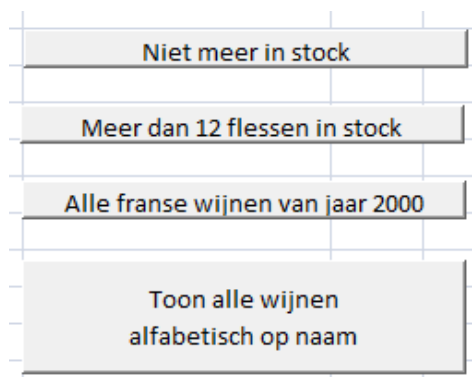 Niet meer in stock
Meer dan 12 flessen in stock
Alle franse wijnen van jaar 2000
Toon alle wijnen
alfabetisch op naam